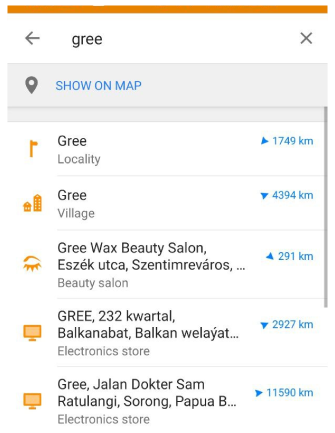 gree
SHOW ON MAP
Gree
1749 km
Locality
Gree
4394 km
Village
Gree Wax Beauty Salon,
Eszék utca, Szentimreváros, ...
291 km
Beauty salon
GREE, 232 kwartal,
Balkanabat, Balkan welaýat...
2927 km
Electronics store
Gree, Jalan Dokter Sam
Ratulangi, Sorong, Papua B...
11590 km
Electronics store